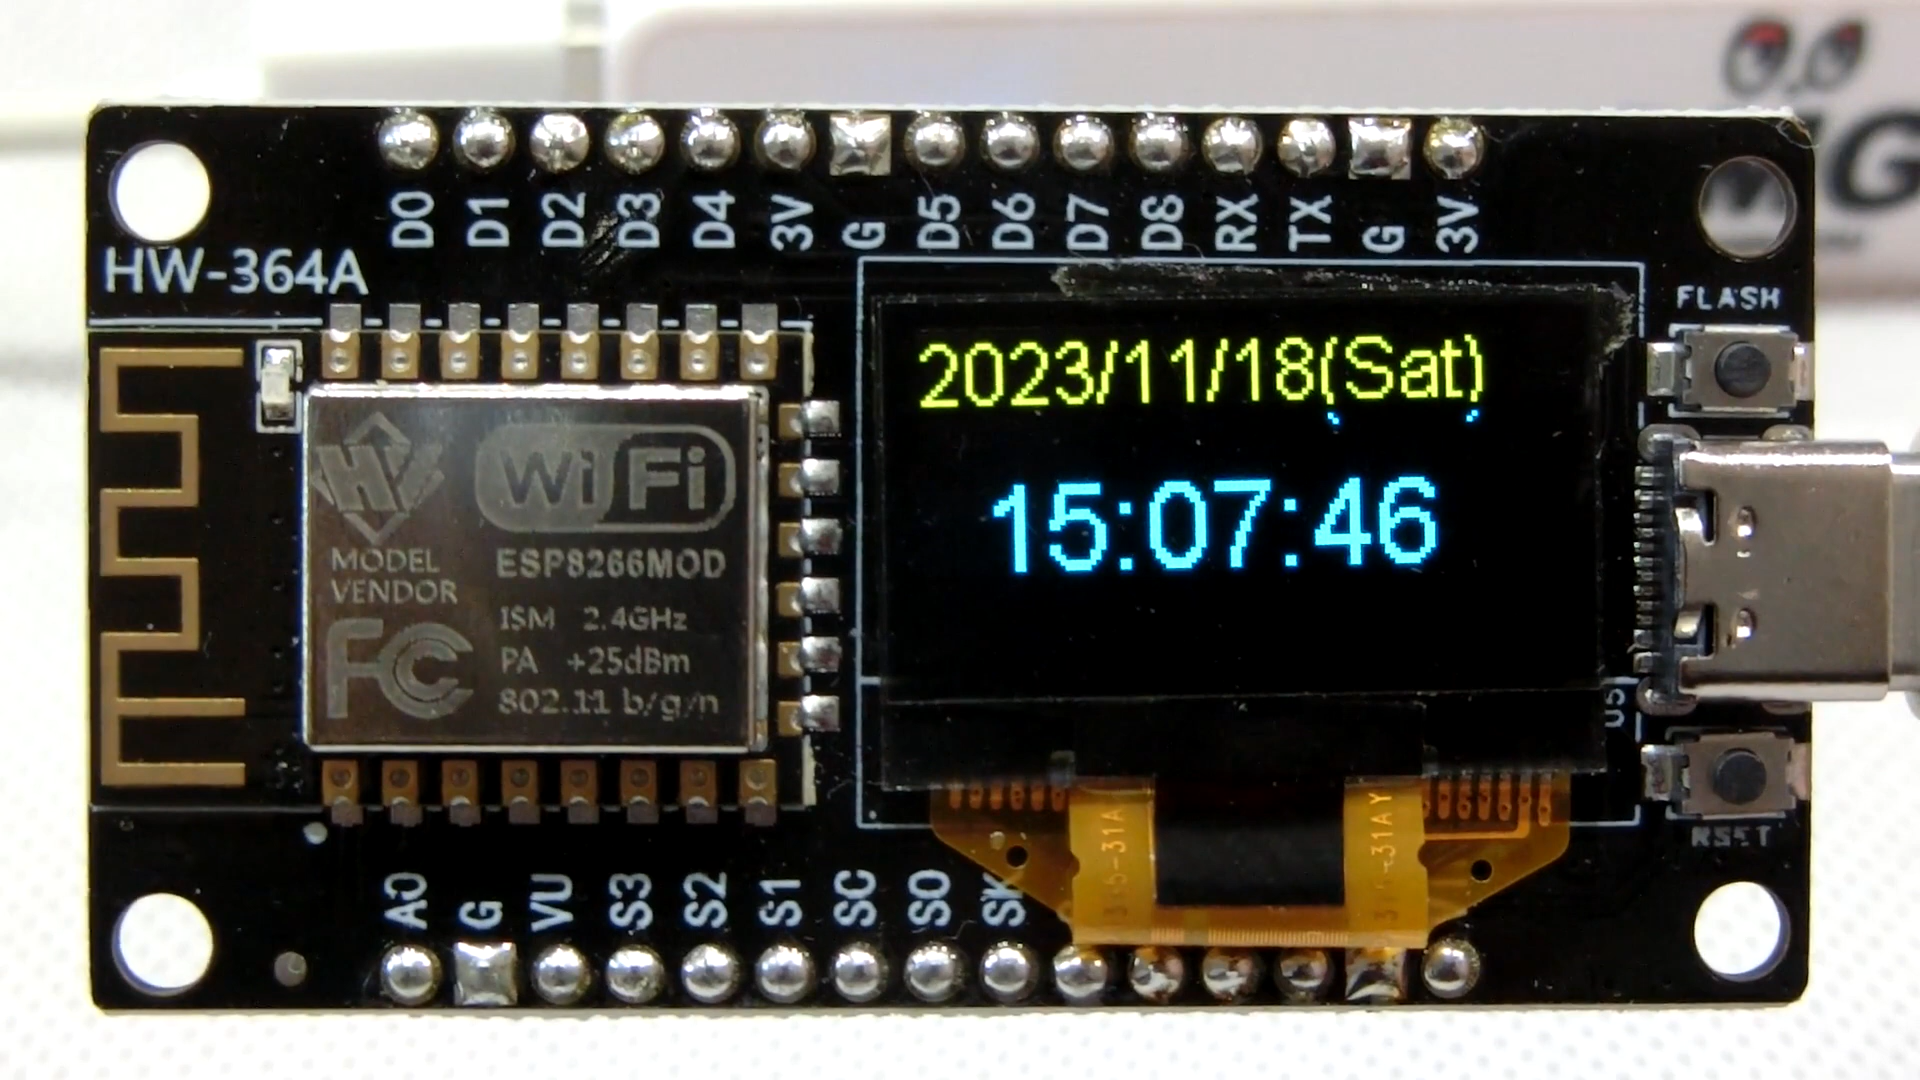 D0 D1 D2 D3 D4 3V G D5 D6 D7 D8 RX TX G 3V
HW-364A
FLASH
2023/11/18(Sat)
15:07:46
WiFi
MODEL
VENDOR
ESP8266MOD
ISM 2.4GHz
PA +25dBm
802.11 b/g/n
FC
RSET
A0 G VU S3 S2 S1 SC SO SK